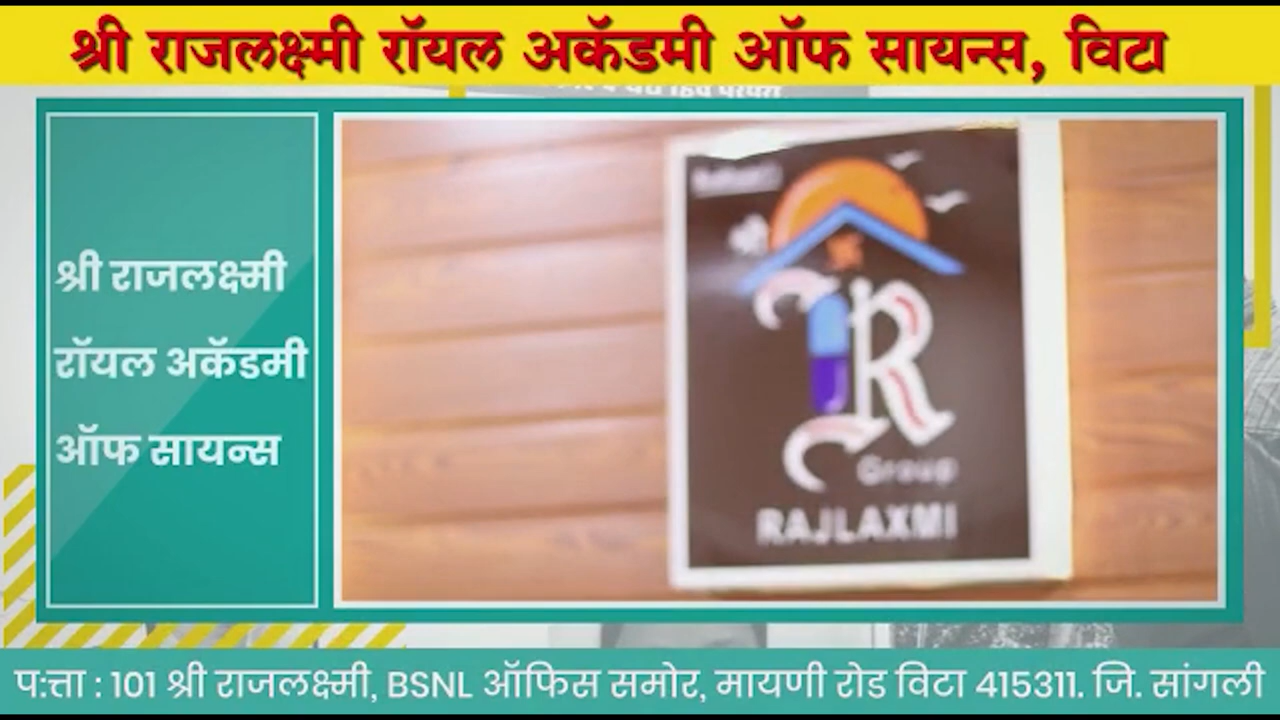 श्री राजलक्ष्मी रॉयल अकॅडमी ऑफ सायन्स, विटा
श्री राजलक्ष्मी
रॉयल अकॅडमी
ऑफ सायन्स
श्री
R
Group
RAJLAXMI
प:त्ता : 101 श्री राजलक्ष्मी, BSNL ऑफिस समोर, मायणी रोड विटा 415311. जि. सांगली